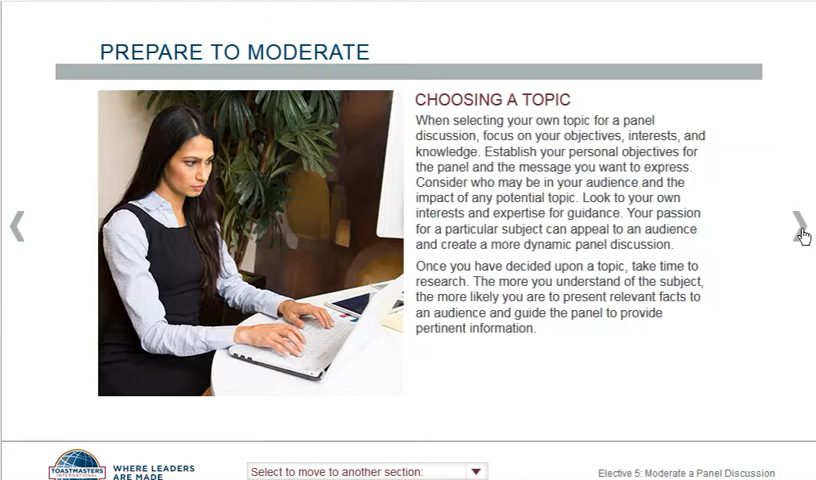 PREPARE TO MODERATE
CHOOSING A TOPIC
When selecting your own topic for a panel
discussion, focus on your objectives, interests, and
knowledge. Establish your personal objectives for
the panel and the message you want to express.
Consider who may be in your audience and the
impact of any potential topic. Look to your own
interests and expertise for guidance. Your passion
for a particular subject can appeal to an audience
and create a more dynamic panel discussion.
Once you have decided upon a topic, take time to
research. The more you understand of the subject,
the more likely you are to present relevant facts to
an audience and guide the panel to provide
pertinent information.
TOASTMASTERS
INTERNATIONAL
WHERE LEADERS
ARE MADE
Select to move to another section:
Elective 5: Moderate a Panel Discussion